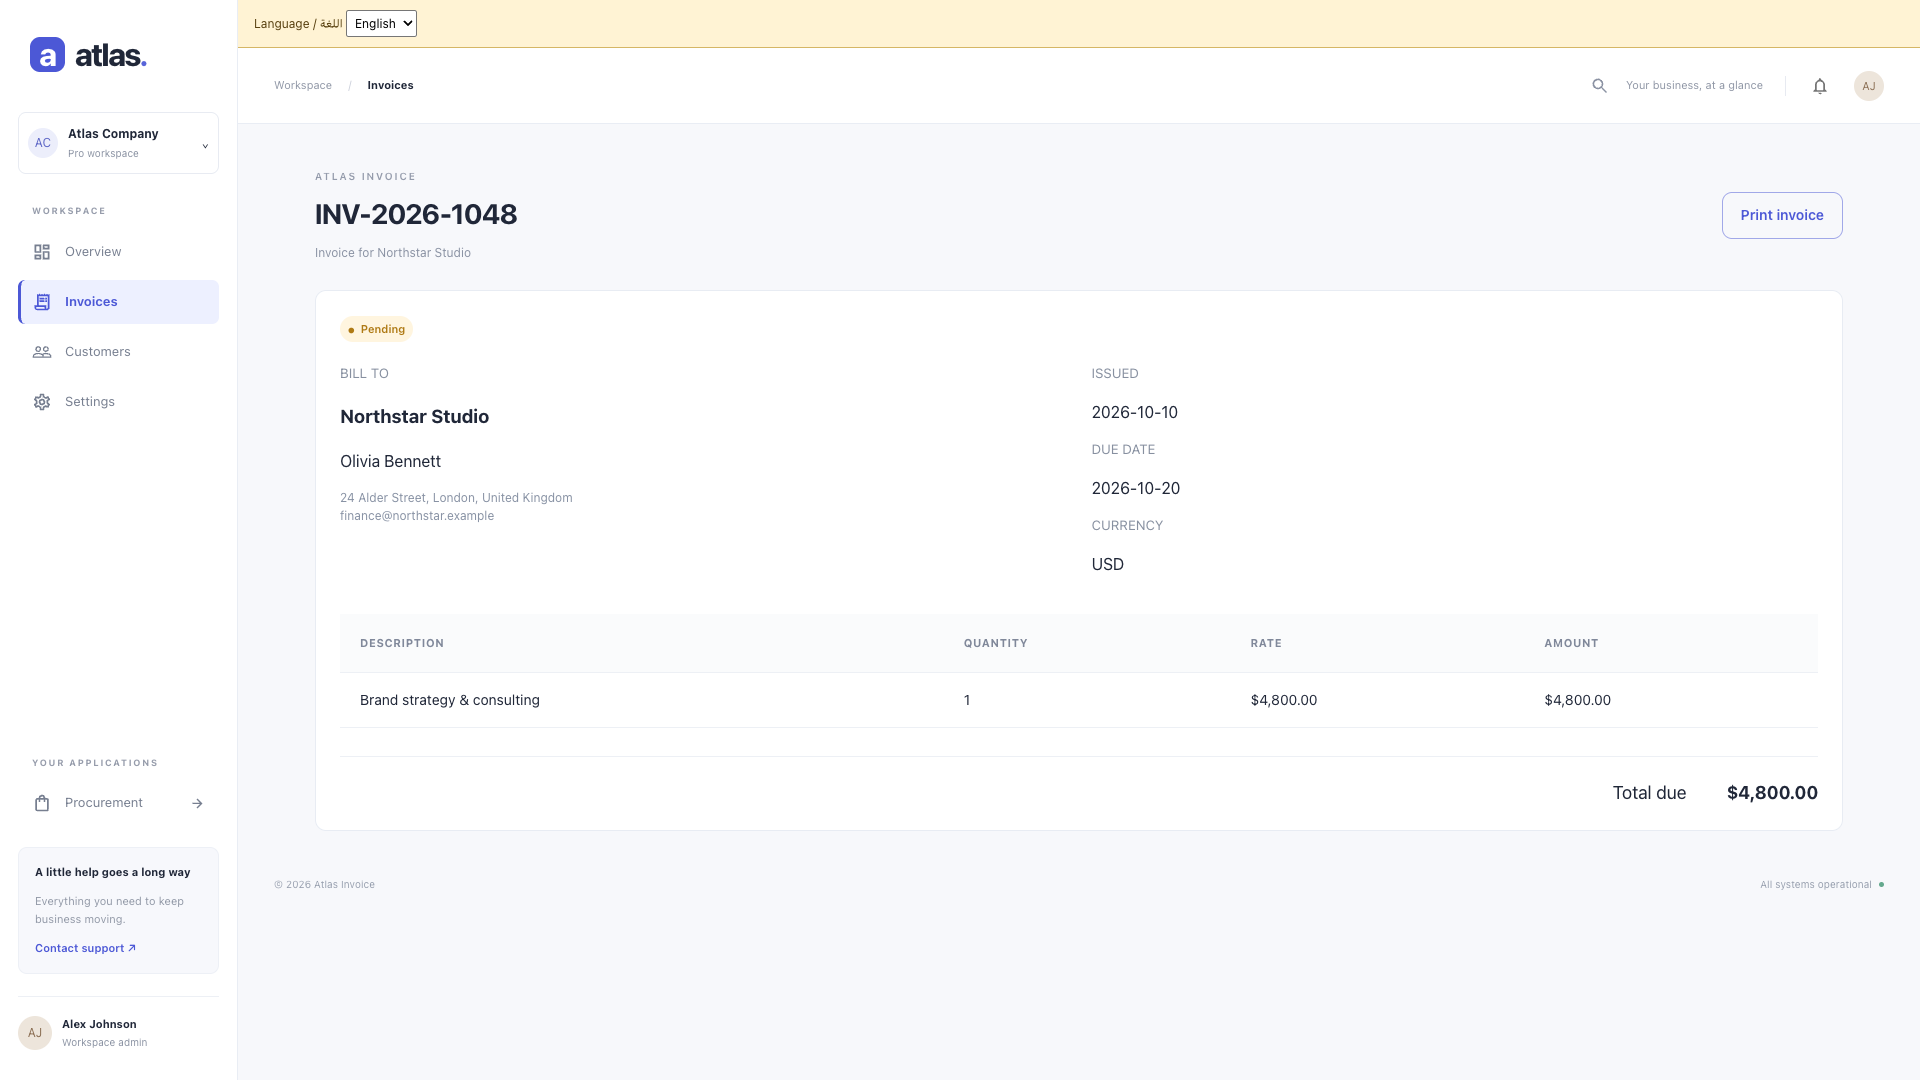 a atlas.
AC
Atlas Company
Pro workspace
WORKSPACE
Overview
Invoices
Customers
Settings
YOUR APPLICATIONS
Procurement
A little help goes a long way
Everything you need to keep
business moving.
Contact support ↗
AJ
Alex Johnson
Workspace admin
Language / اللغة English
Workspace / Invoices
Your business, at a glance
AJ
ATLAS INVOICE
INV-2026-1048
Invoice for Northstar Studio
Print invoice
Pending
BILL TO
Northstar Studio
Olivia Bennett
24 Alder Street, London, United Kingdom
finance@northstar.example
ISSUED
2026-10-10
DUE DATE
2026-10-20
CURRENCY
USD
DESCRIPTION QUANTITY RATE AMOUNT
Brand strategy & consulting 1 $4,800.00 $4,800.00
Total due $4,800.00
© 2026 Atlas Invoice
All systems operational